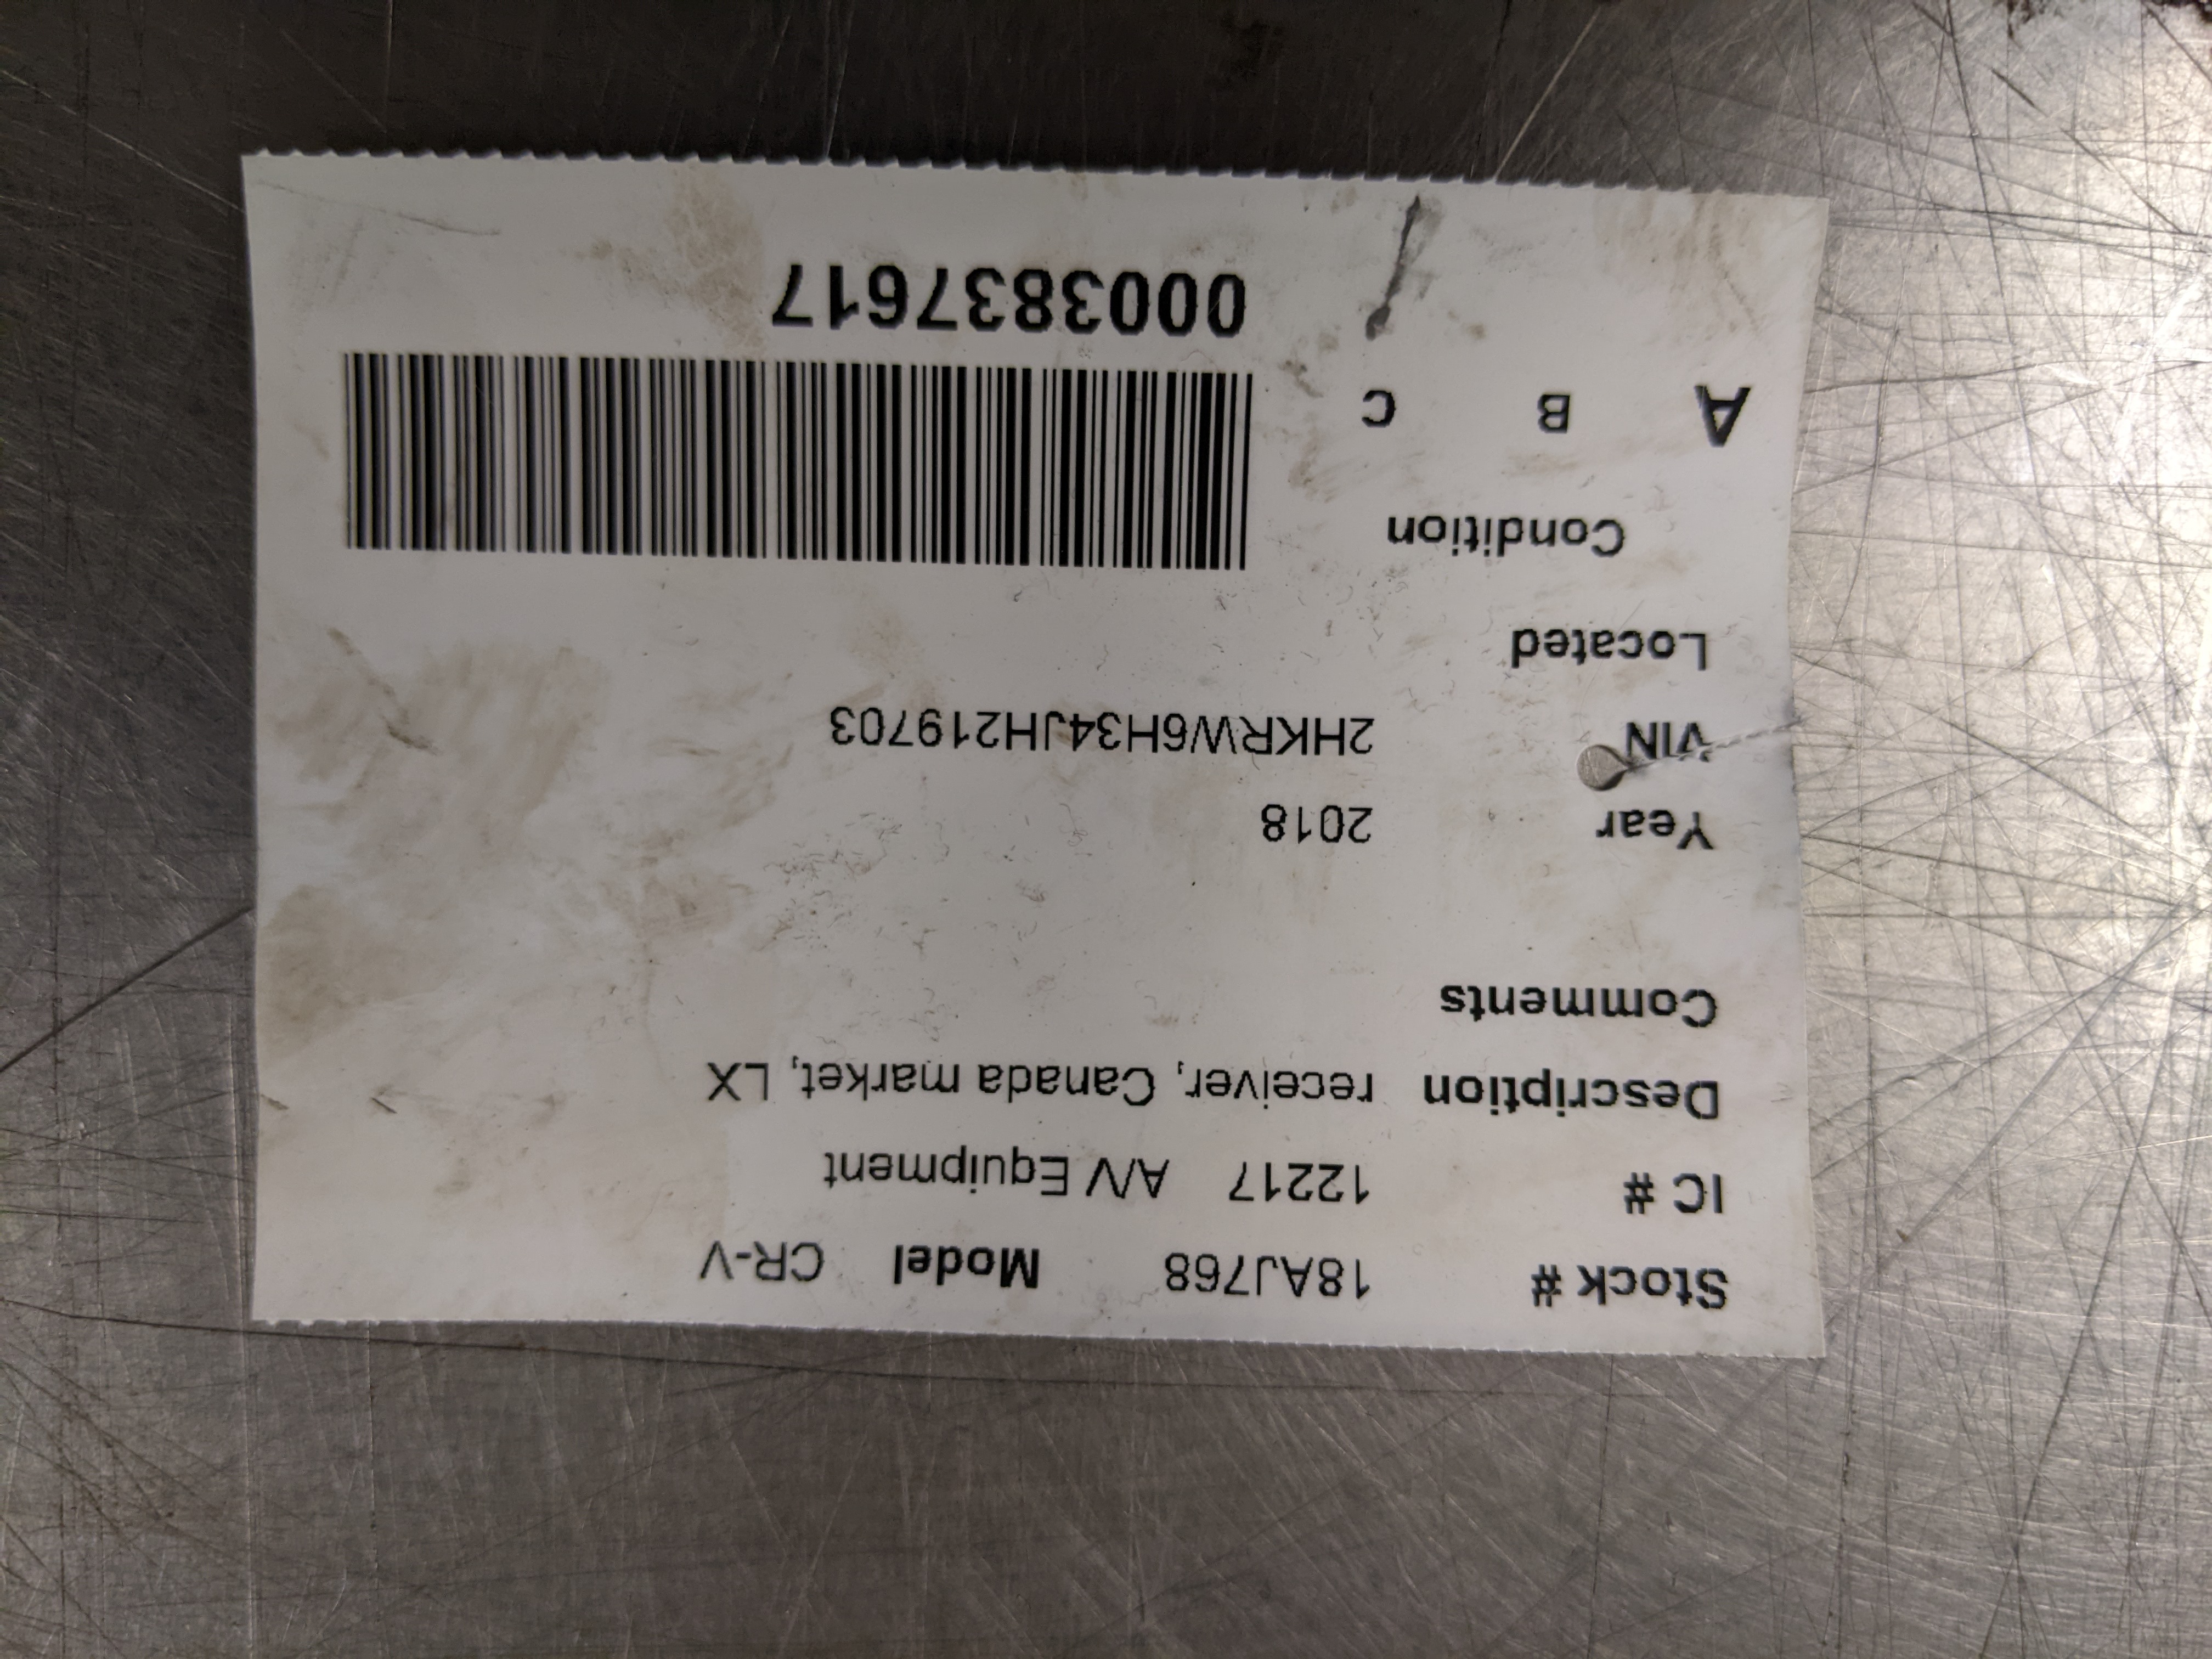 Stock # 18AJ768 Model CR-V
IC # 12217 A/V Equipment
Description receiver, Canada market, LX
Comments
Year 2018
VIN 2HKRW6H34JH219703
Located
Condition
A B C
0003837617